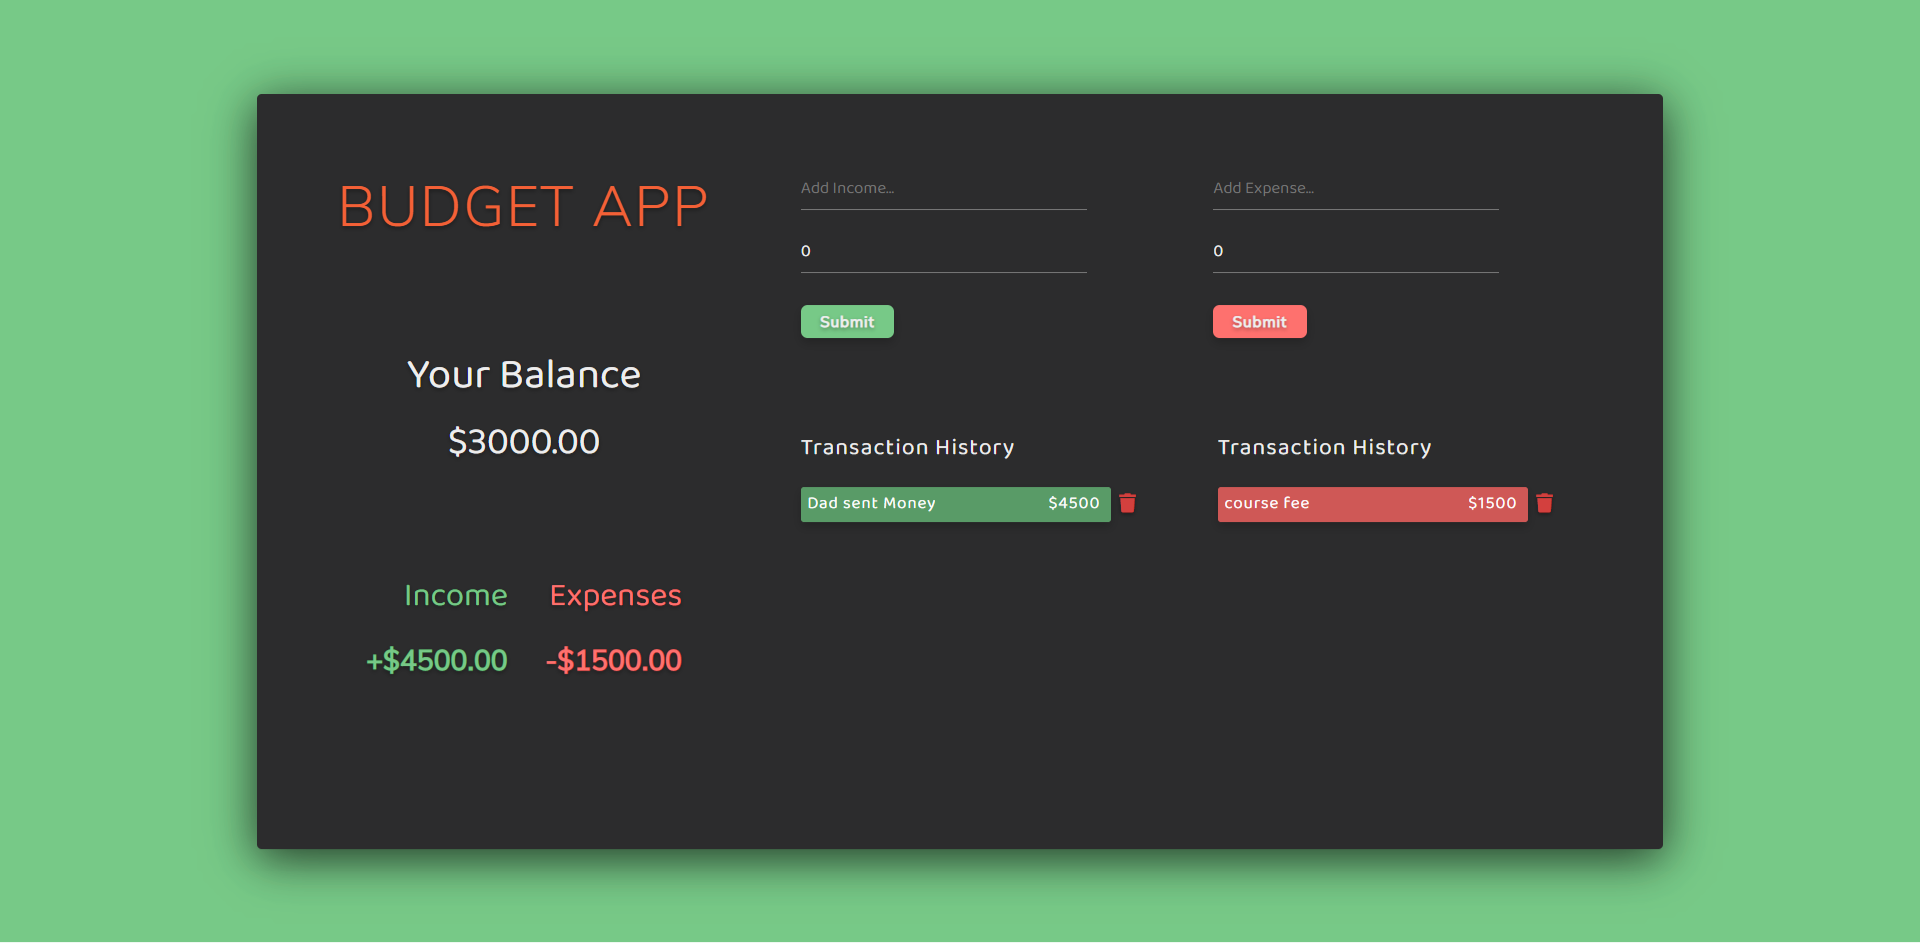 BUDGET APP
Your Balance
$3000.00
Income Expenses
+$4500.00 -$1500.00
Add Income...
0
Submit
Add Expense...
0
Submit
Transaction History
Dad sent Money $4500
Transaction History
course fee $1500